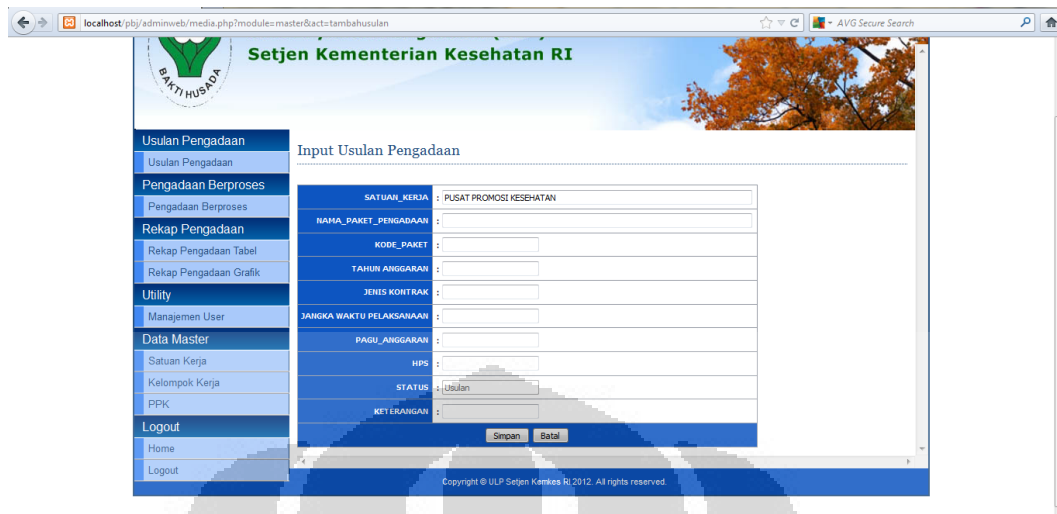 localhost/pbj/adminweb/media.php?module=master&act=tambahusulan
AVG Secure Search
Setjen Kementerian Kesehatan RI
BAKTI HUSADA
Usulan Pengadaan
Usulan Pengadaan
Pengadaan Berproses
Pengadaan Berproses
Rekap Pengadaan
Rekap Pengadaan Tabel
Rekap Pengadaan Grafik
Utility
Manajemen User
Data Master
Satuan Kerja
Kelompok Kerja
PPK
Logout
Home
Logout
Input Usulan Pengadaan
SATUAN_KERJA : PUSAT PROMOSI KESEHATAN
NAMA_PAKET_PENGADAAN :
KODE_PAKET :
TAHUN ANGGARAN :
JENIS KONTRAK :
JANGKA WAKTU PELAKSANAAN :
PAGU_ANGGARAN :
HPS :
STATUS : Usulan
KETERANGAN :
Simpan Batal
Copyright © ULP Setjen Kemkes RI 2012. All rights reserved.